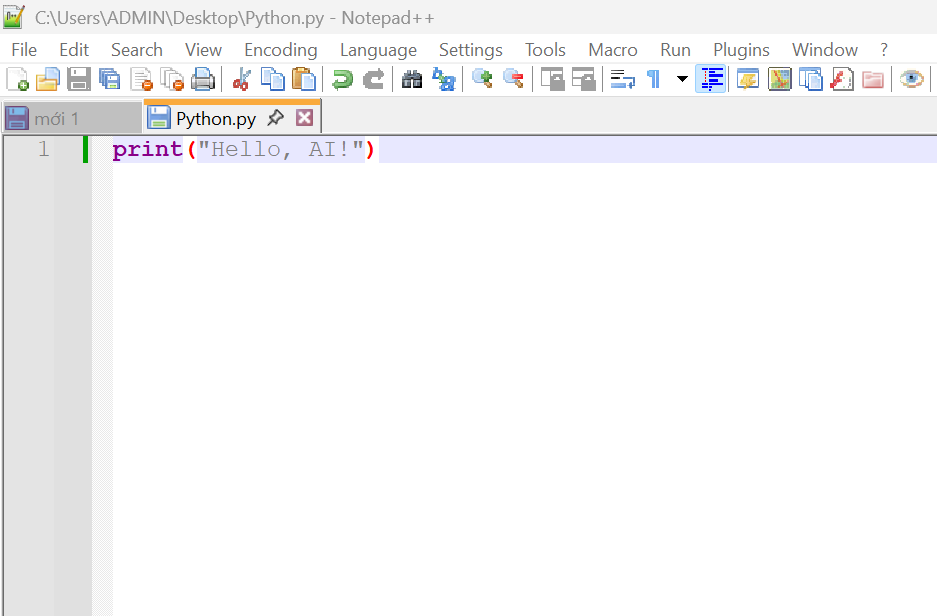 C:\Users\ADMIN\Desktop\Python.py - Notepad++
File Edit Search View Encoding Language Settings Tools Macro Run Plugins Window ?
mới 1 Python.py
1 print("Hello, AI!")